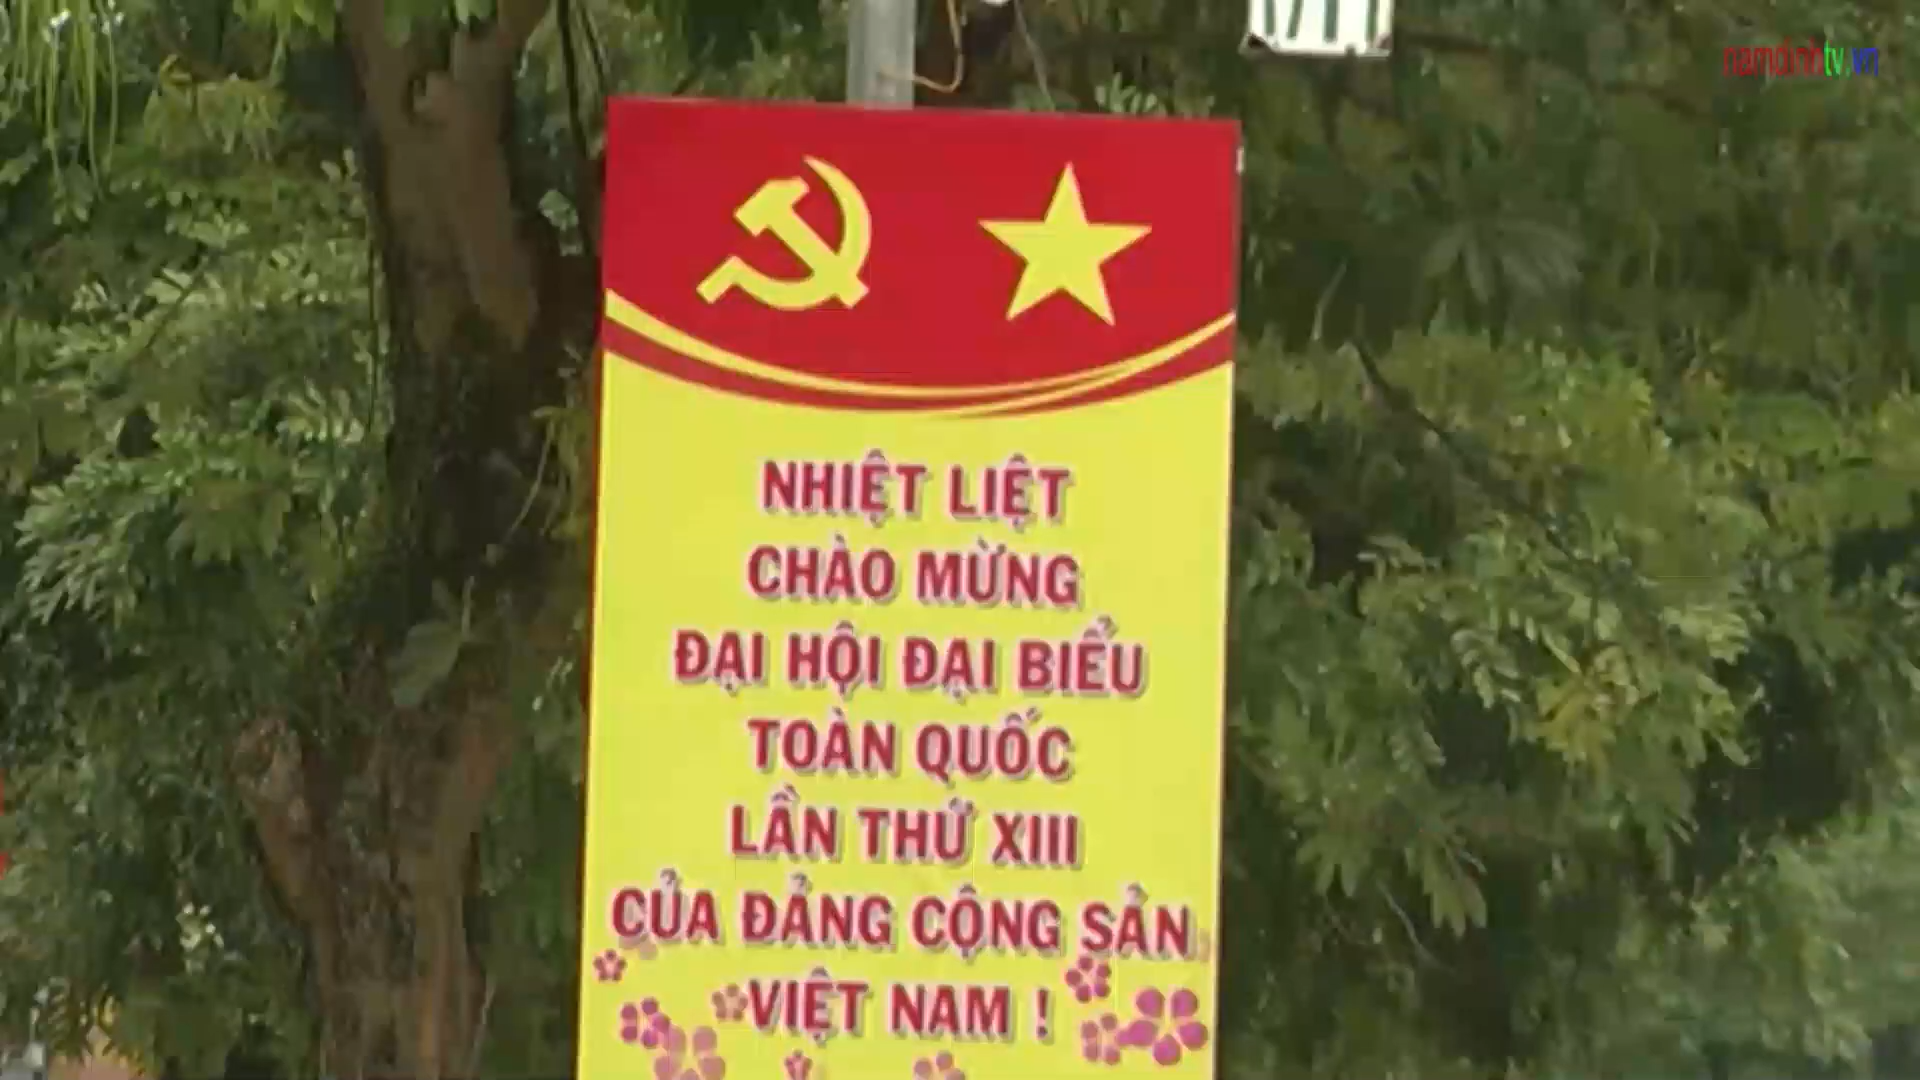 namdinhtv.vn
NHIỆT LIỆT
CHÀO MỪNG
ĐẠI HỘI ĐẠI BIỂU
TOÀN QUỐC
LẦN THỨ XIII
CỦA ĐẢNG CỘNG SẢN
VIỆT NAM !